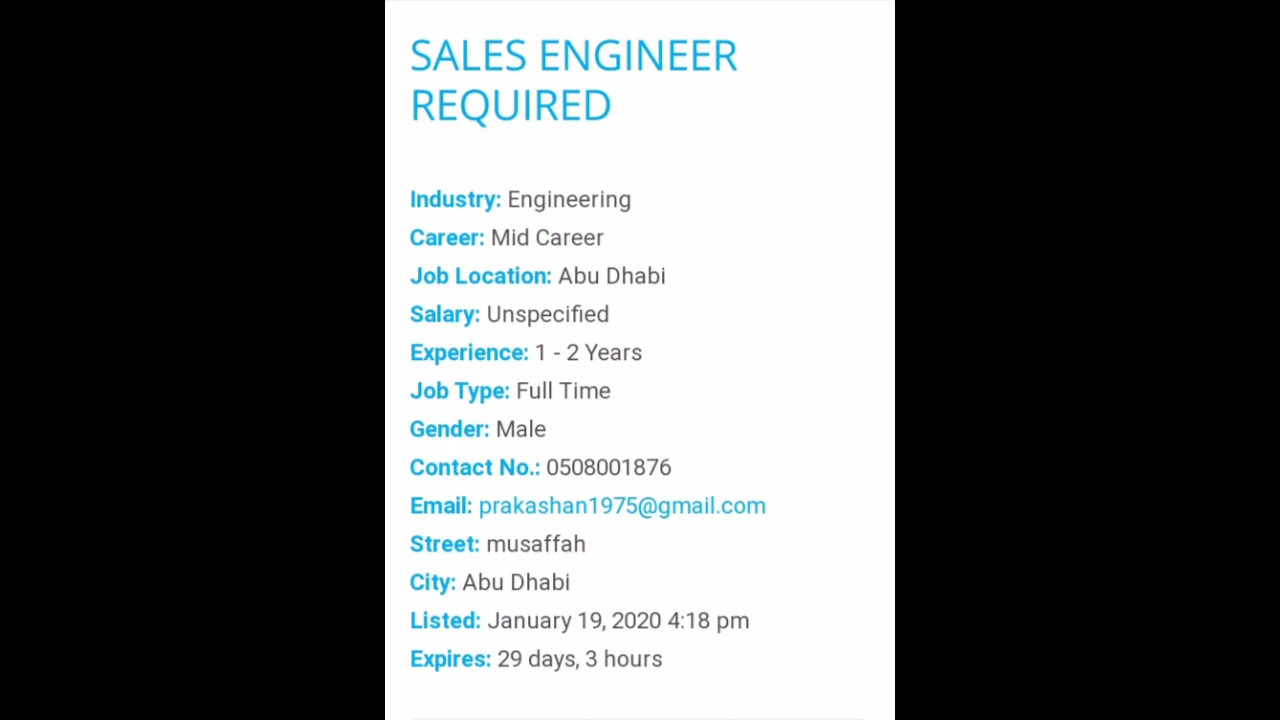 SALES ENGINEER
REQUIRED
Industry: Engineering
Career: Mid Career
Job Location: Abu Dhabi
Salary: Unspecified
Experience: 1 - 2 Years
Job Type: Full Time
Gender: Male
Contact No.: 0508001876
Email: prakashan1975@gmail.com
Street: musaffah
City: Abu Dhabi
Listed: January 19, 2020 4:18 pm
Expires: 29 days, 3 hours